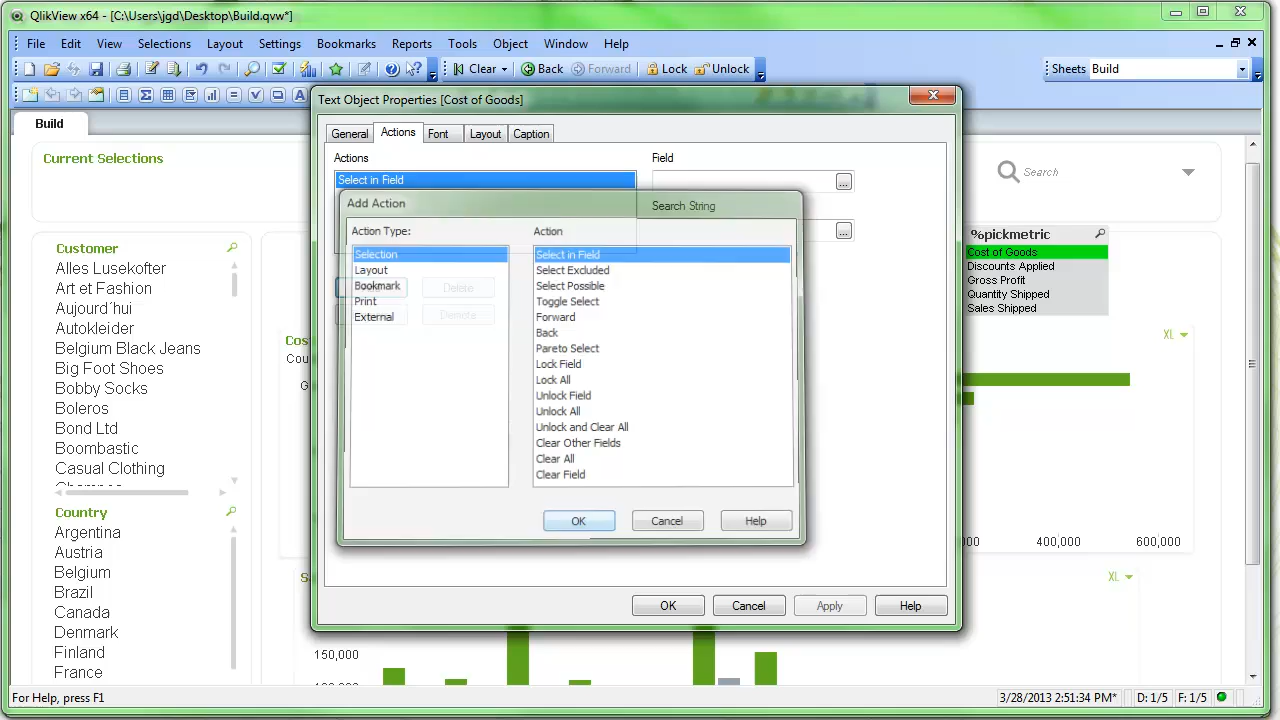 QlikView x64 - [C:\Users\jgd\Desktop\Build.qvw*]
File Edit View Selections Layout Settings Bookmarks Reports Tools Object Window Help
Clear Back Forward Lock Unlock Sheets Build
Text Object Properties [Cost of Goods]
Build
General Actions Font Layout Caption
Current Selections
Actions
Field
Select in Field
Search
Add Action
Search String
Action Type:
Action
Selection
Layout
Bookmark
Print
External
Select in Field
Select Excluded
Select Possible
Toggle Select
Forward
Back
Pareto Select
Lock Field
Lock All
Unlock Field
Unlock All
Unlock and Clear All
Clear Other Fields
Clear All
Clear Field
Delete
Demote
OK Cancel Help
OK Cancel Apply Help
%pickmetric
Cost of Goods
Discounts Applied
Gross Profit
Quantity Shipped
Sales Shipped
XL
Customer
Alles Lusekofter
Art et Fashion
Aujourd´hui
Autokleider
Belgium Black Jeans
Big Foot Shoes
Bobby Socks
Boleros
Bond Ltd
Boombastic
Casual Clothing
Country
Argentina
Austria
Belgium
Brazil
Canada
Denmark
Finland
France
Cos
Cou
G
000 400,000 600,000
XL
S
150,000
For Help, press F1
3/28/2013 2:51:34 PM* D: 1/5 F: 1/5